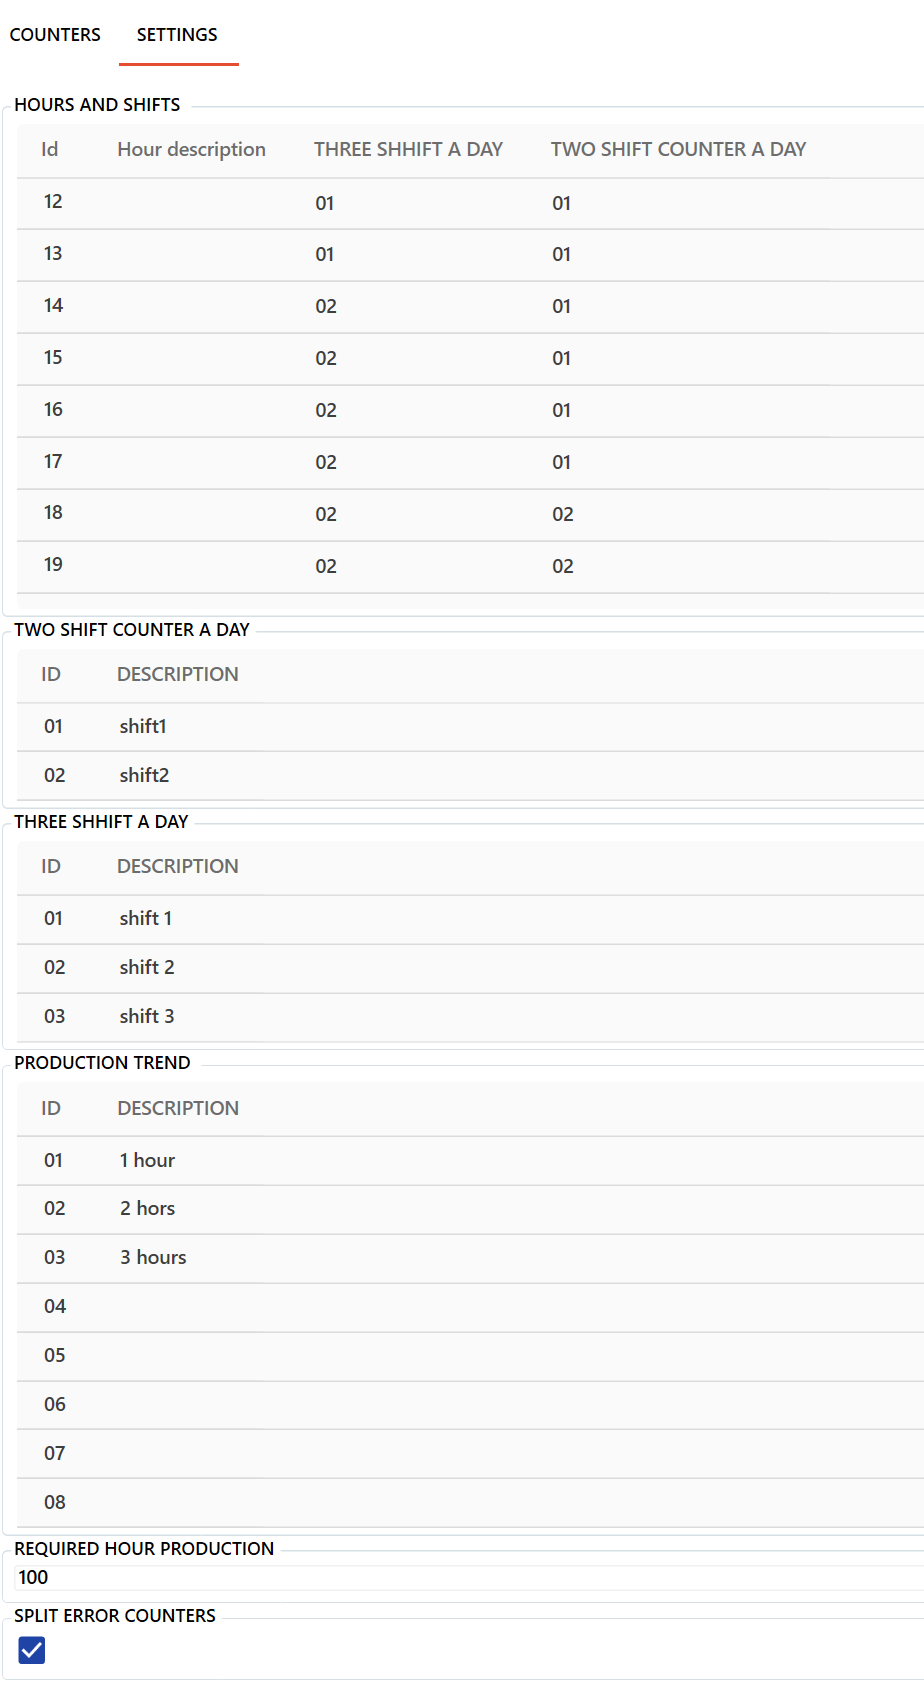 COUNTERS SETTINGS
HOURS AND SHIFTS
Id Hour description THREE SHHIFT A DAY TWO SHIFT COUNTER A DAY
12 01 01
13 01 01
14 02 01
15 02 01
16 02 01
17 02 01
18 02 02
19 02 02
TWO SHIFT COUNTER A DAY
ID DESCRIPTION
01 shift1
02 shift2
THREE SHHIFT A DAY
ID DESCRIPTION
01 shift 1
02 shift 2
03 shift 3
PRODUCTION TREND
ID DESCRIPTION
01 1 hour
02 2 hors
03 3 hours
04
05
06
07
08
REQUIRED HOUR PRODUCTION
100
SPLIT ERROR COUNTERS